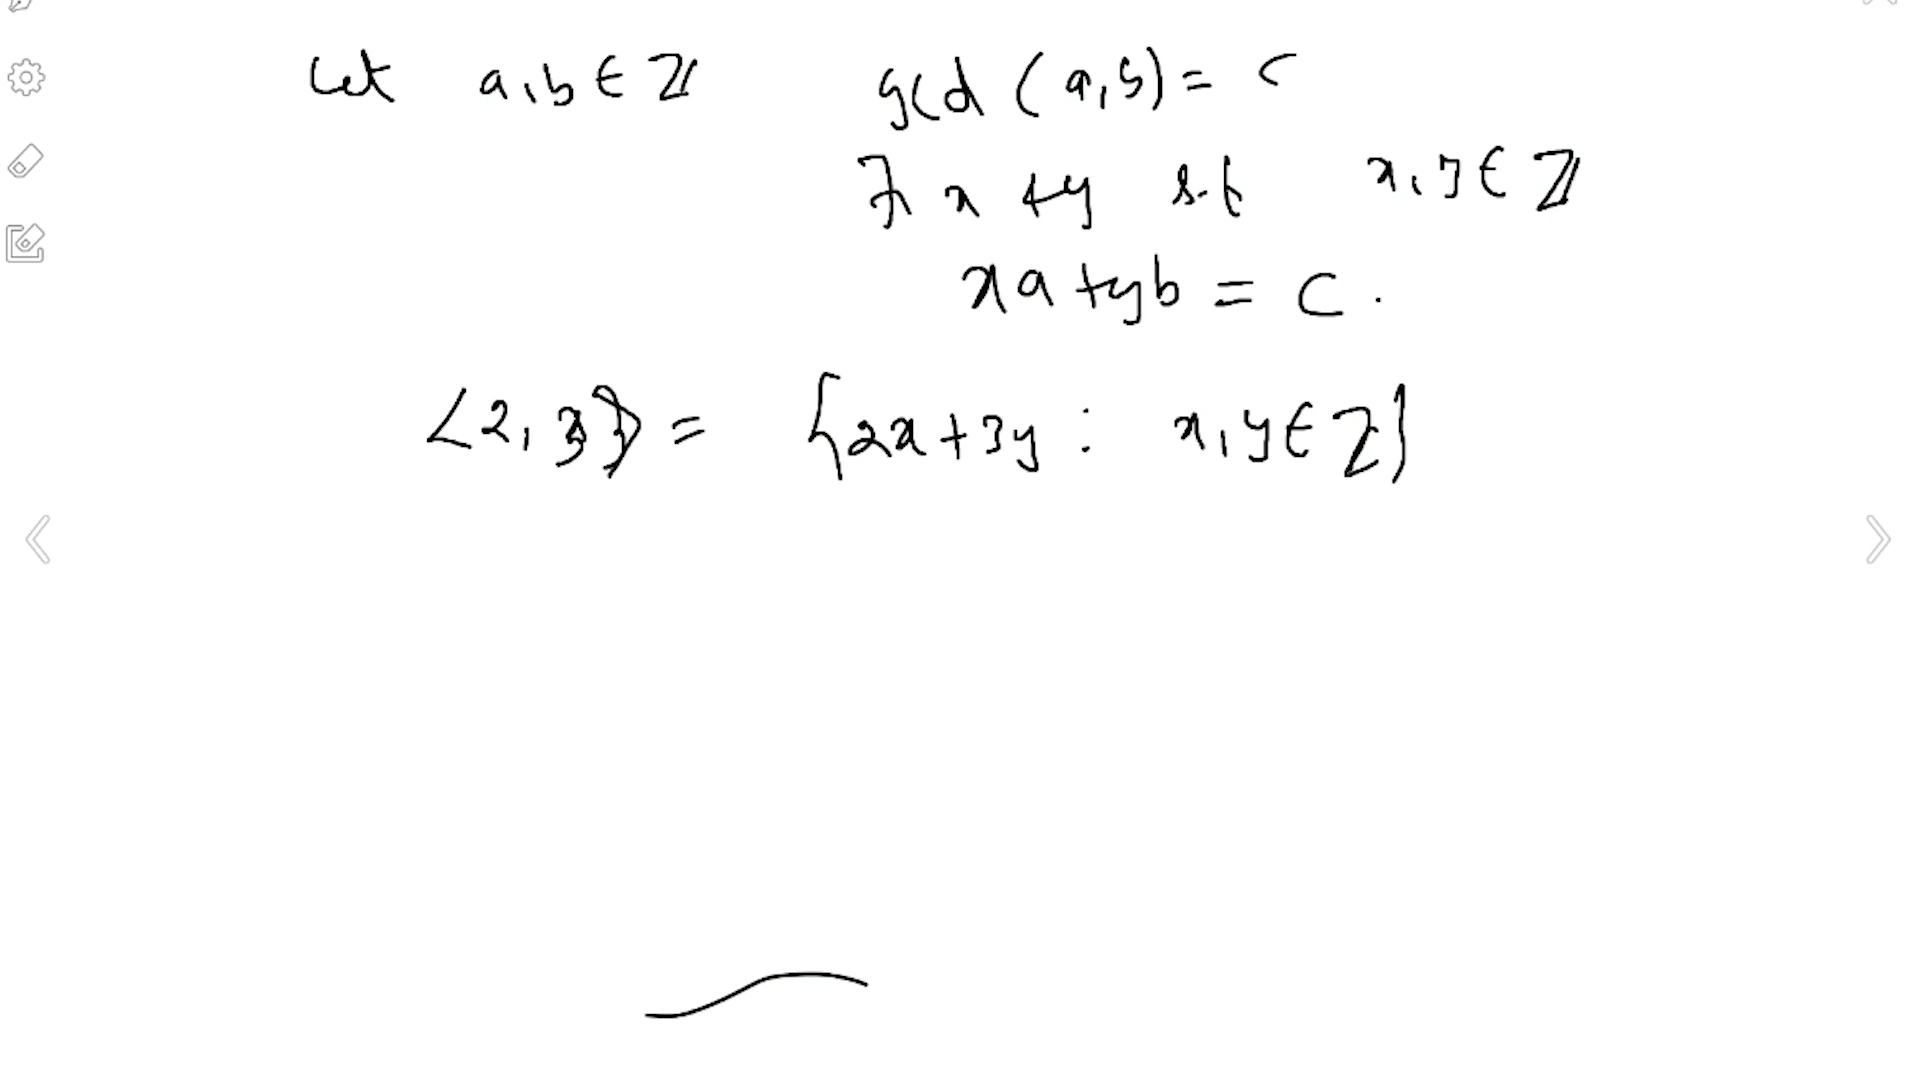 Let a,b ∈ ℤ gcd (a,b) = c
∃ x + y s.t x,y ∈ ℤ
xa + yb = c.
<2, 3> = {2x+3y : x,y ∈ ℤ}